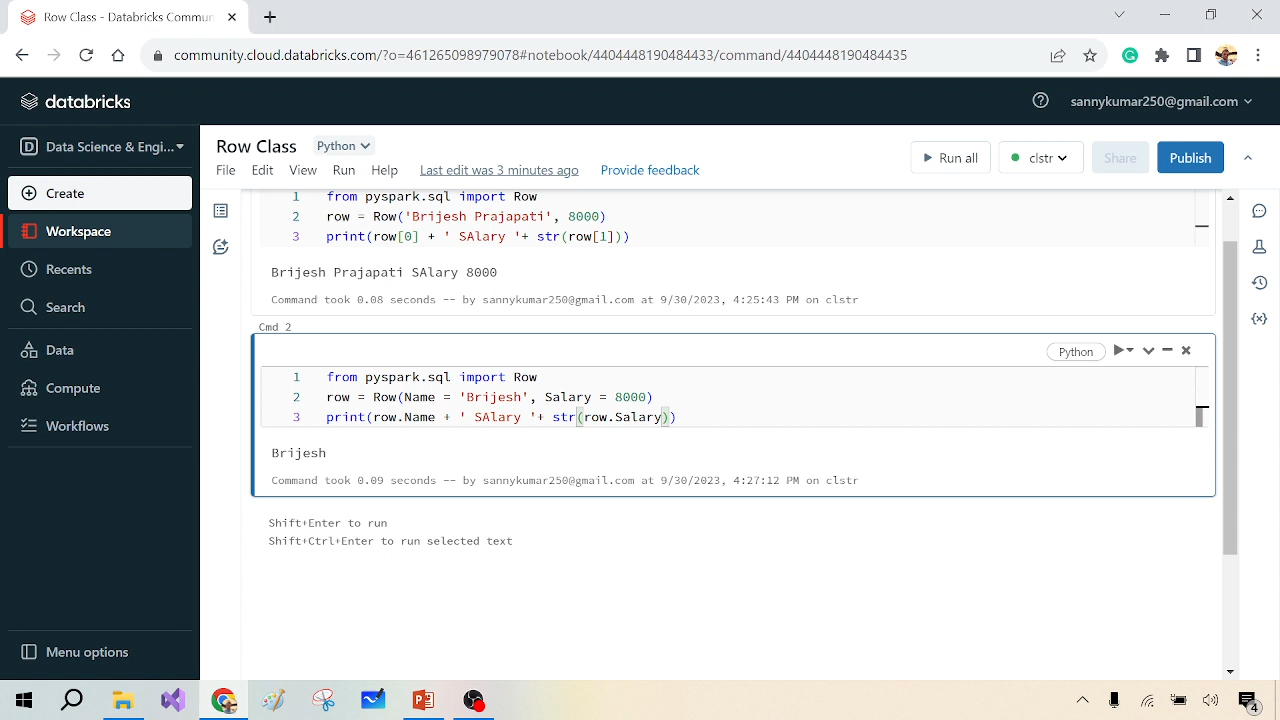 Row Class - Databricks Commun
community.cloud.databricks.com/?o=461265098979078#notebook/4404448190484433/command/4404448190484435
databricks
sannykumar250@gmail.com
D Data Science & Engi...
Row Class Python
Run all clstr Share Publish
File Edit View Run Help Last edit was 3 minutes ago Provide feedback
Create
Workspace
Recents
Search
Data
Compute
Workflows
Menu options
1 from pyspark.sql import Row
2 row = Row('Brijesh Prajapati', 8000)
3 print(row[0] + ' SAlary '+ str(row[1]))
Brijesh Prajapati SAlary 8000
Command took 0.08 seconds -- by sannykumar250@gmail.com at 9/30/2023, 4:25:43 PM on clstr
Cmd 2
Python
1 from pyspark.sql import Row
2 row = Row(Name = 'Brijesh', Salary = 8000)
3 print(row.Name + ' SAlary '+ str(row.Salary))
Brijesh
Command took 0.09 seconds -- by sannykumar250@gmail.com at 9/30/2023, 4:27:12 PM on clstr
Shift+Enter to run
Shift+Ctrl+Enter to run selected text
4